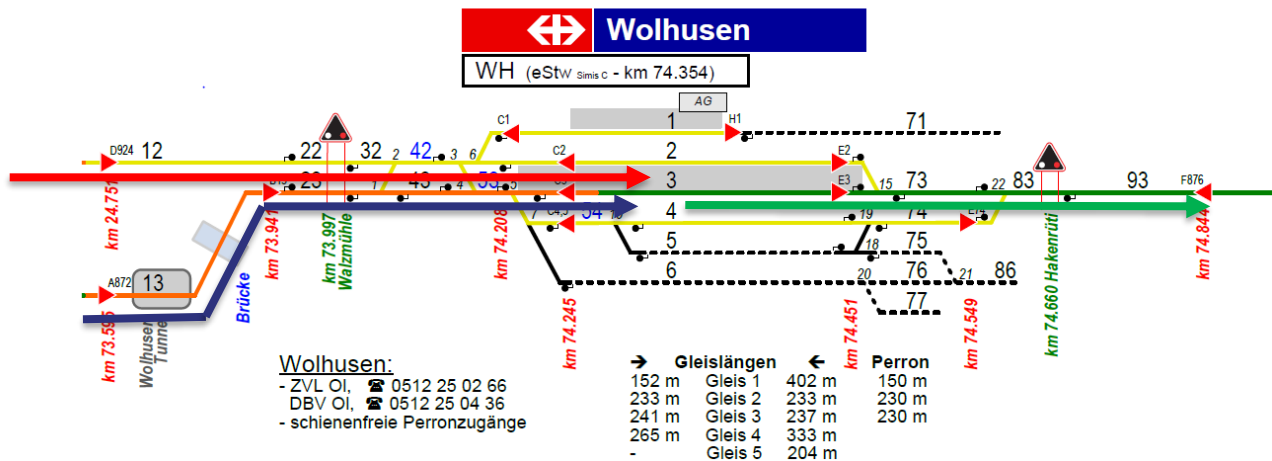 Wolhusen
WH (eStw Simis C - km 74.354)
AG
C1 1 H1 71
D924 12 22 32 2 42 3 6 C2 2 E2
3 E3 15 73 22 83 93 F876
1 43 4 5
7 54 4 19 74 E74
5 18 75
A872 13 6 20 76 21 86
77
km 24.751
km 73.941
km 73.997
Walzmühle
km 74.208
km 73.595
Wolhusen
Tunnel
Brücke
km 74.245
km 74.451
km 74.549
km 74.660 Hakenrüti
km 74.844
Wolhusen:
- ZVL OI, ☎ 0512 25 02 66
DBV OI, ☎ 0512 25 04 36
- schienenfreie Perronzugänge
➔ Gleislängen ← Perron
152 m Gleis 1 402 m 150 m
233 m Gleis 2 233 m 230 m
241 m Gleis 3 237 m 230 m
265 m Gleis 4 333 m
- Gleis 5 204 m